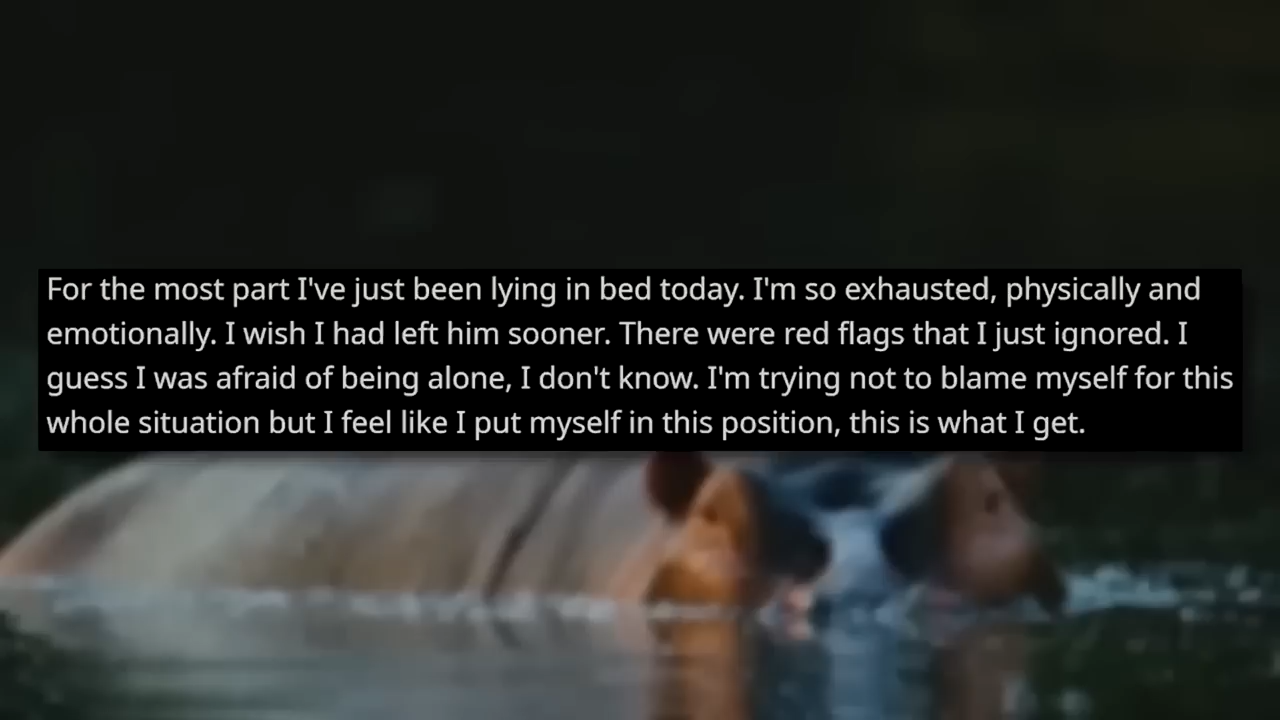 For the most part I've just been lying in bed today. I'm so exhausted, physically and
emotionally. I wish I had left him sooner. There were red flags that I just ignored. I
guess I was afraid of being alone, I don't know. I'm trying not to blame myself for this
whole situation but I feel like I put myself in this position, this is what I get.